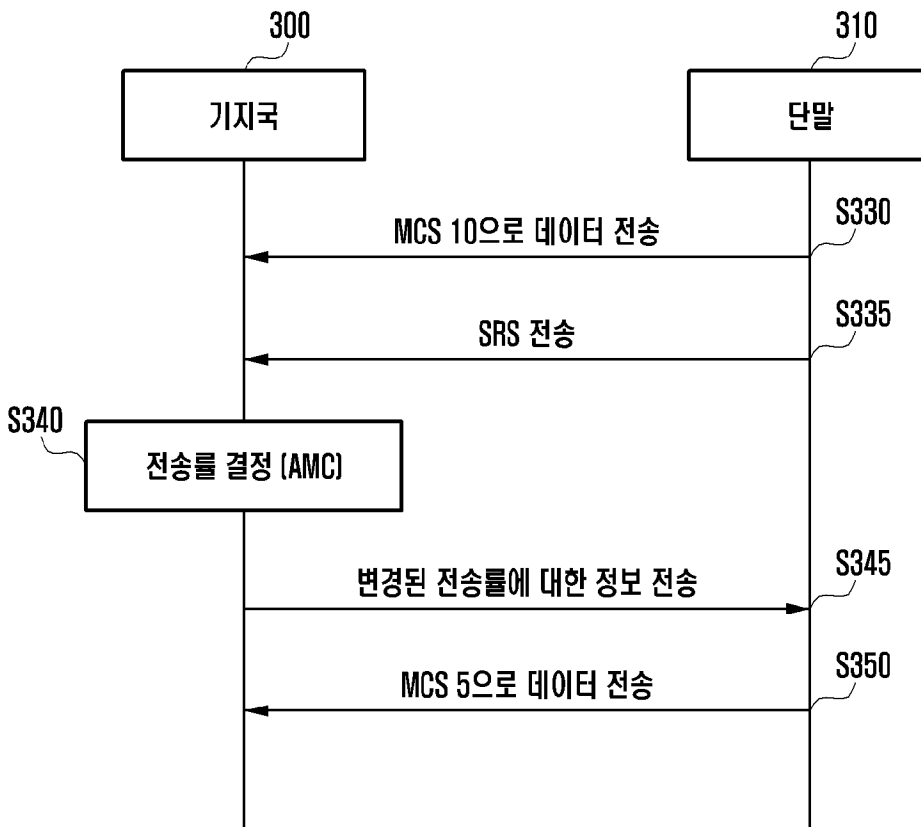 300
310
기지국
단말
S330
MCS 10으로 데이터 전송
S335
SRS 전송
S340
전송률 결정 (AMC)
S345
변경된 전송률에 대한 정보 전송
S350
MCS 5으로 데이터 전송